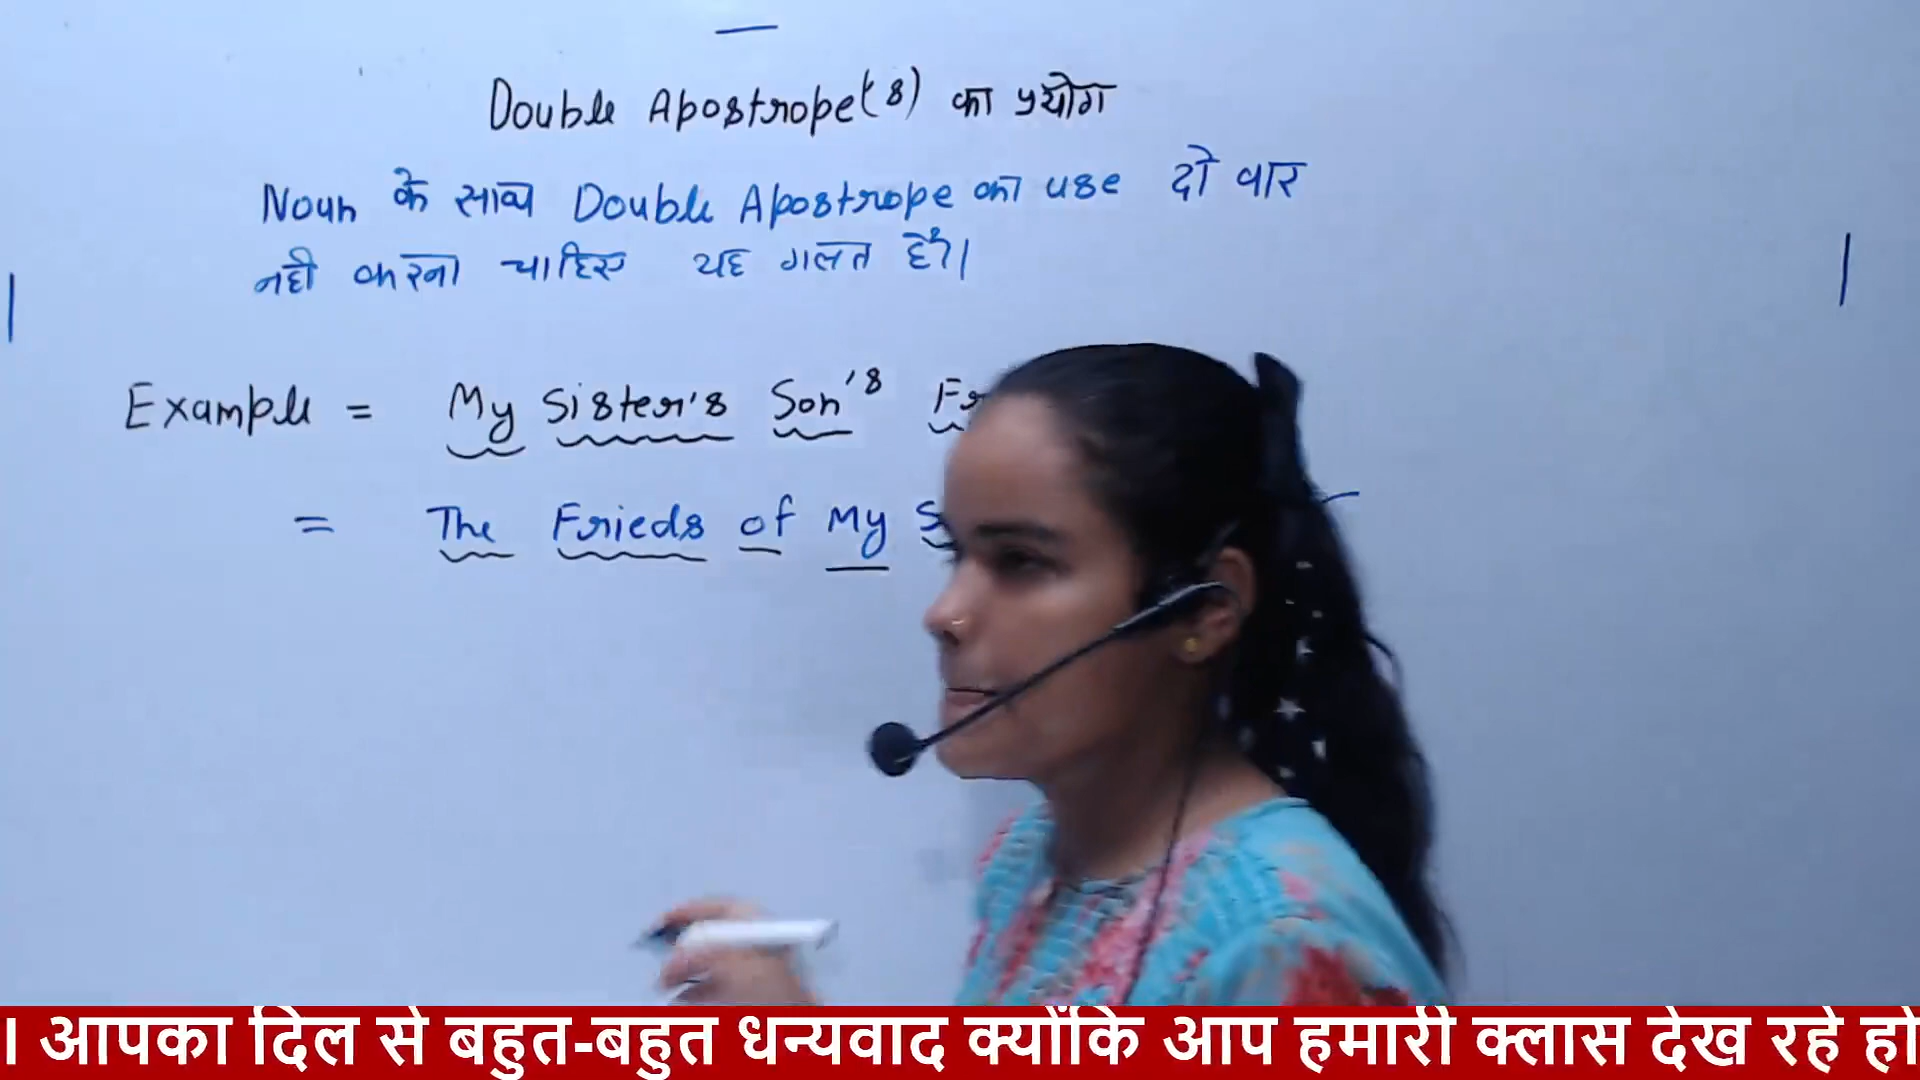 Double Apostrope('s) का प्रयोग
Noun के साथ Double Apostrope का use दो बार
नही करना चाहिए यह गलत है।
Example = My Sister's Son's Fr
= The Frieds of My S
। आपका दिल से बहुत-बहुत धन्यवाद क्योंकि आप हमारी क्लास देख रहे हो